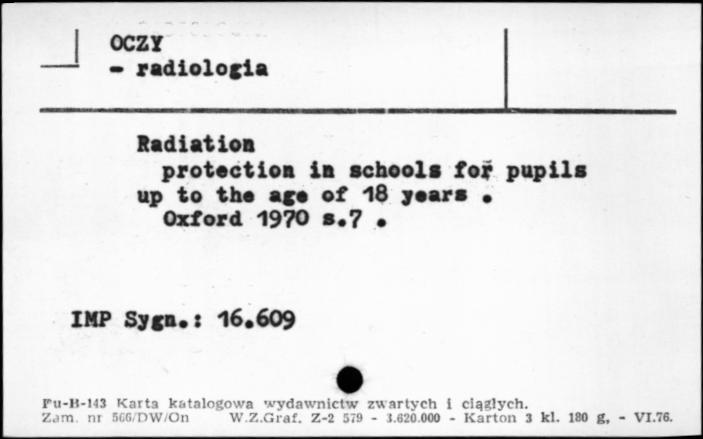 OCZY
- radiologia
Radiation
protection in schools for pupils
up to the age of 18 years .
Oxford 1970 s.7 .
IMP Sygn.: 16.609
Pu-B-143 Karta katalogowa wydawnictw zwartych i ciągłych.
Zam. nr 566/DW/On W.Z.Graf. Z-2 579 - 3.620.000 - Karton 3 kl. 180 g. - VI.76.